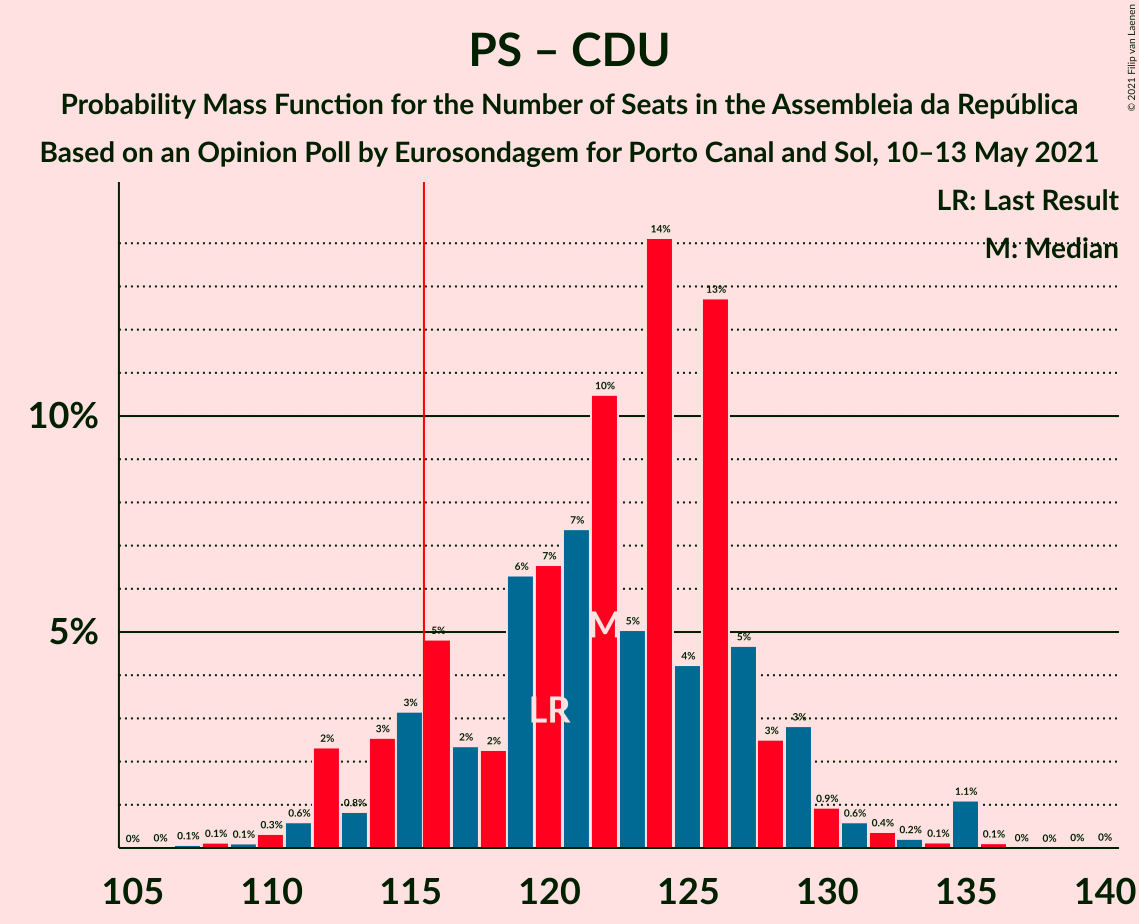 PS – CDU
Probability Mass Function for the Number of Seats in the Assembleia da República
Based on an Opinion Poll by Eurosondagem for Porto Canal and Sol, 10–13 May 2021
© 2021 Filip van Laenen
LR: Last Result
M: Median
10%
5%
0% 0% 0.1% 0.1% 0.1% 0.3% 0.6% 2% 0.8% 3% 3% 5% 2% 2% 6% 7% 7% 10% 5% 14% 4% 13% 5% 3% 3% 0.9% 0.6% 0.4% 0.2% 0.1% 1.1% 0.1% 0% 0% 0% 0%
M
LR
105 110 115 120 125 130 135 140